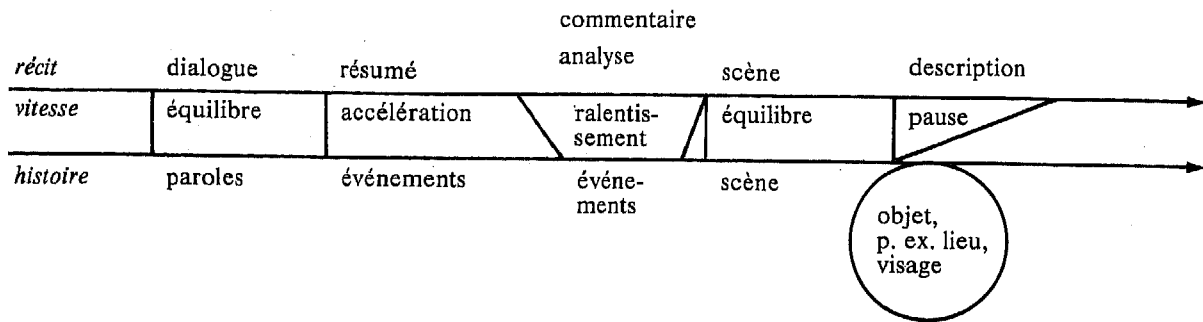 commentaire
analyse
récit dialogue résumé scène description
vitesse équilibre accélération ralentis-
sement équilibre pause
histoire paroles événements événe-
ments scène
objet,
p. ex. lieu,
visage